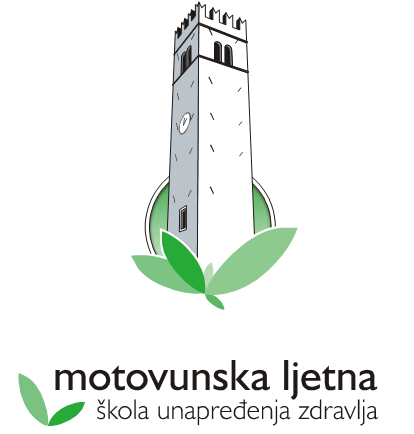 motovunska ljetna
škola unapređenja zdravlja